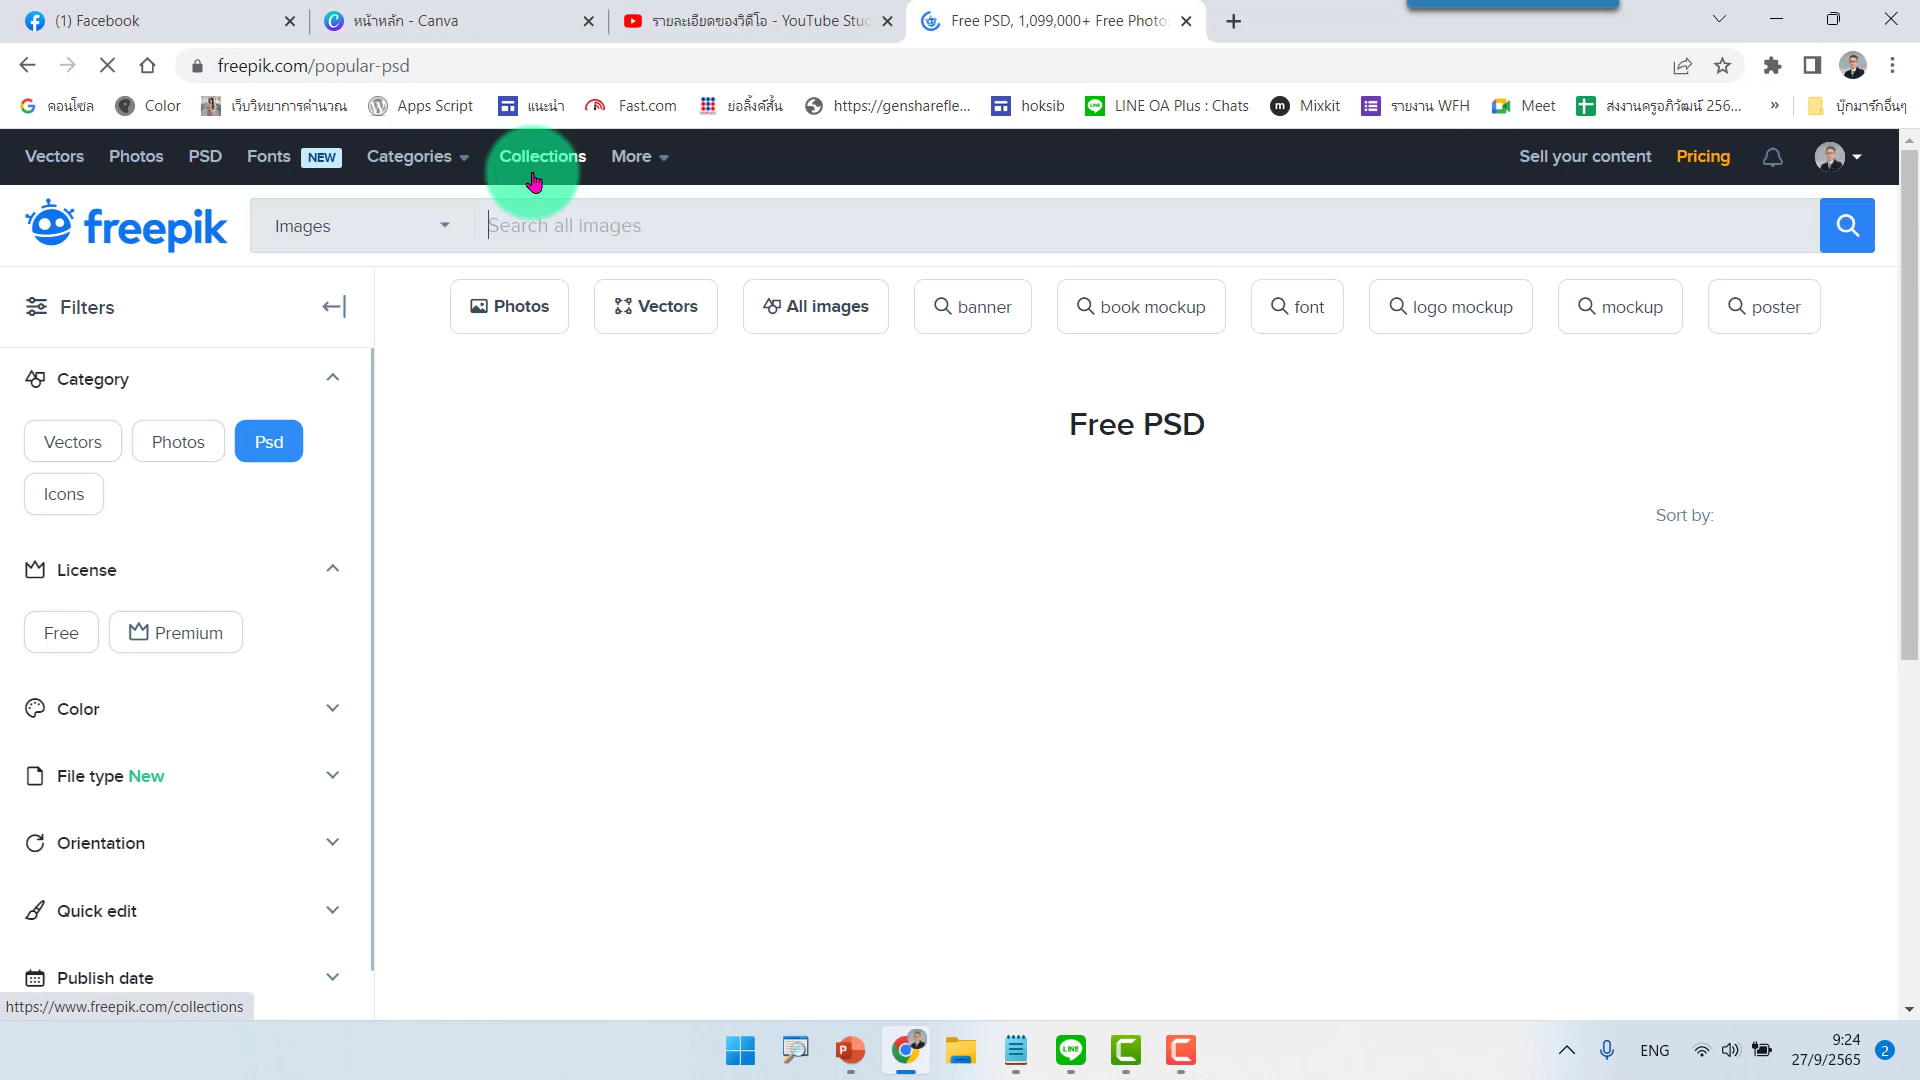 (1) Facebook
หน้าหลัก - Canva
รายละเอียดของวิดีโอ - YouTube Stuc
Free PSD, 1,099,000+ Free Photo
freepik.com/popular-psd
คอนโซล
Color
เว็บวิทยาการคำนวณ
Apps Script
แนะนำ
Fast.com
ย่อลิ้งค์สั้น
https://gensharefle...
hoksib
LINE OA Plus : Chats
Mixkit
รายงาน WFH
Meet
ส่งงานครูอภิวัฒน์ 256...
»
บุ๊กมาร์กอื่นๆ
Vectors
Photos
PSD
Fonts NEW
Categories
Collections
More
Sell your content
Pricing
freepik
Images
Search all images
Filters
Photos
Vectors
All images
banner
book mockup
font
logo mockup
mockup
poster
Category
Vectors
Photos
Psd
Icons
Free PSD
Sort by:
License
Free
Premium
Color
File type New
Orientation
Quick edit
Publish date
https://www.freepik.com/collections
ENG
9:24
27/9/2565
2